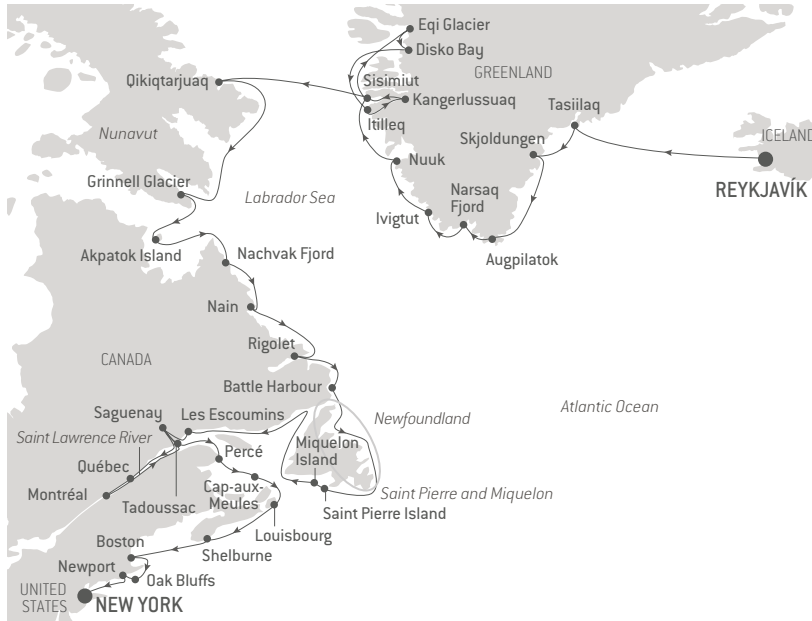 Eqi Glacier
Disko Bay
GREENLAND
Qikiqtarjuaq
Sisimiut
Kangerlussuaq
Tasiilaq
Itilleq
Nunavut
Skjoldungen
ICELAND
Nuuk
REYKJAVÍK
Grinnell Glacier
Labrador Sea
Narsaq
Fjord
Ivigtut
Akpatok Island
Nachvak Fjord
Augpilatok
Nain
Rigolet
CANADA
Battle Harbour
Saguenay
Les Escoumins
Newfoundland
Atlantic Ocean
Saint Lawrence River
Miquelon
Island
Percé
Québec
Cap-aux-
Meules
Montréal
Saint Pierre and Miquelon
Tadoussac
Saint Pierre Island
Louisbourg
Boston
Shelburne
Newport
Oak Bluffs
UNITED
STATES
NEW YORK